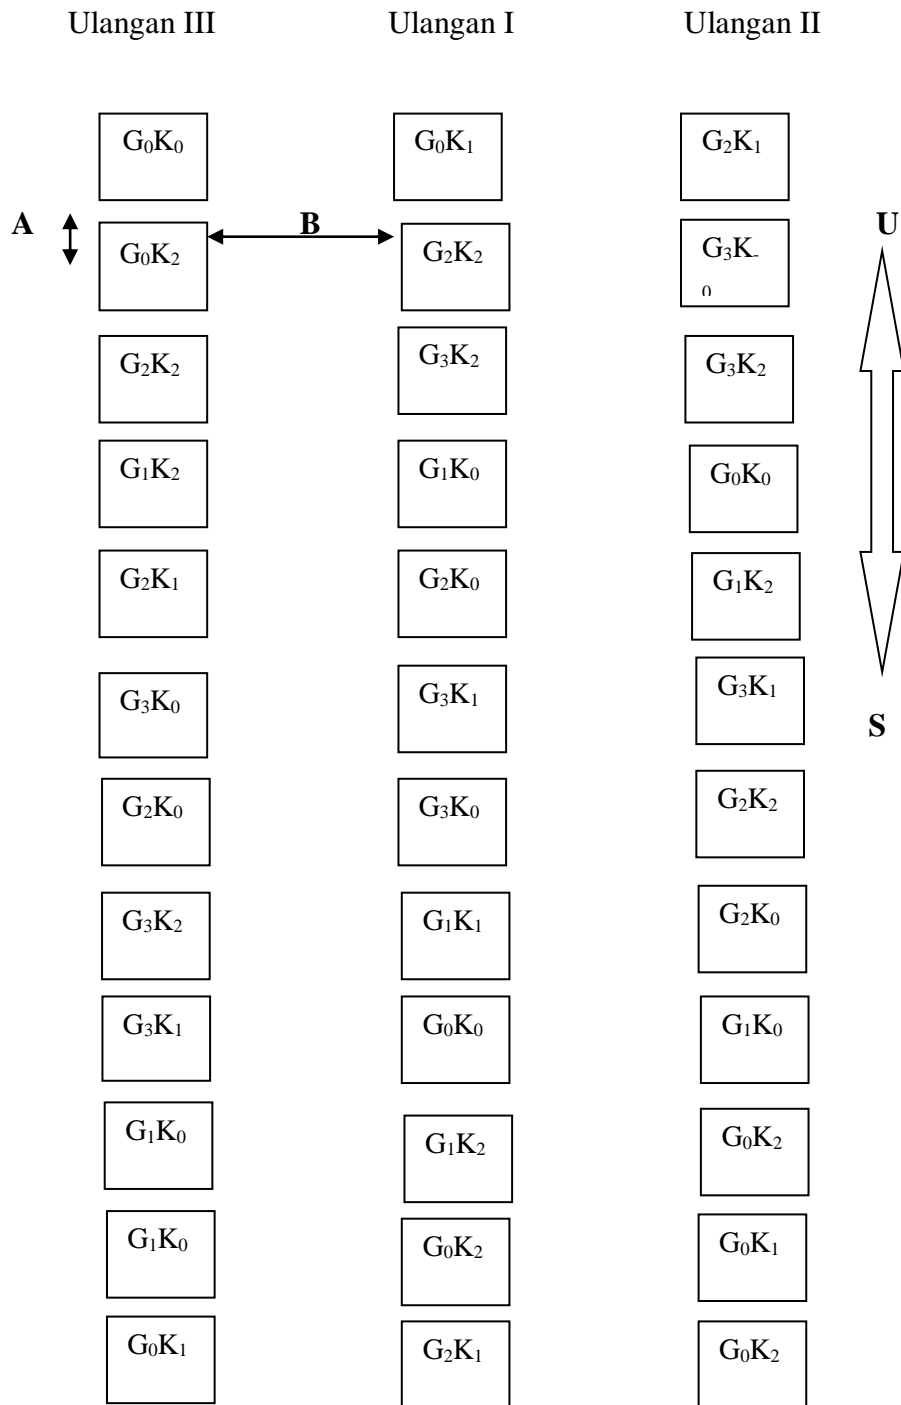 Ulangan III Ulangan I Ulangan II
G₀K₀ G₀K₁ G₂K₁
A B U
G₀K₂ G₂K₂ G₃K-
₀
G₂K₂ G₃K₂ G₃K₂
G₁K₂ G₁K₀ G₀K₀
G₂K₁ G₂K₀ G₁K₂
G₃K₀ G₃K₁ G₃K₁
S
G₂K₀ G₃K₀ G₂K₂
G₃K₂ G₁K₁ G₂K₀
G₃K₁ G₀K₀ G₁K₀
G₁K₀ G₁K₂ G₀K₂
G₁K₀ G₀K₂ G₀K₁
G₀K₁ G₂K₁ G₀K₂